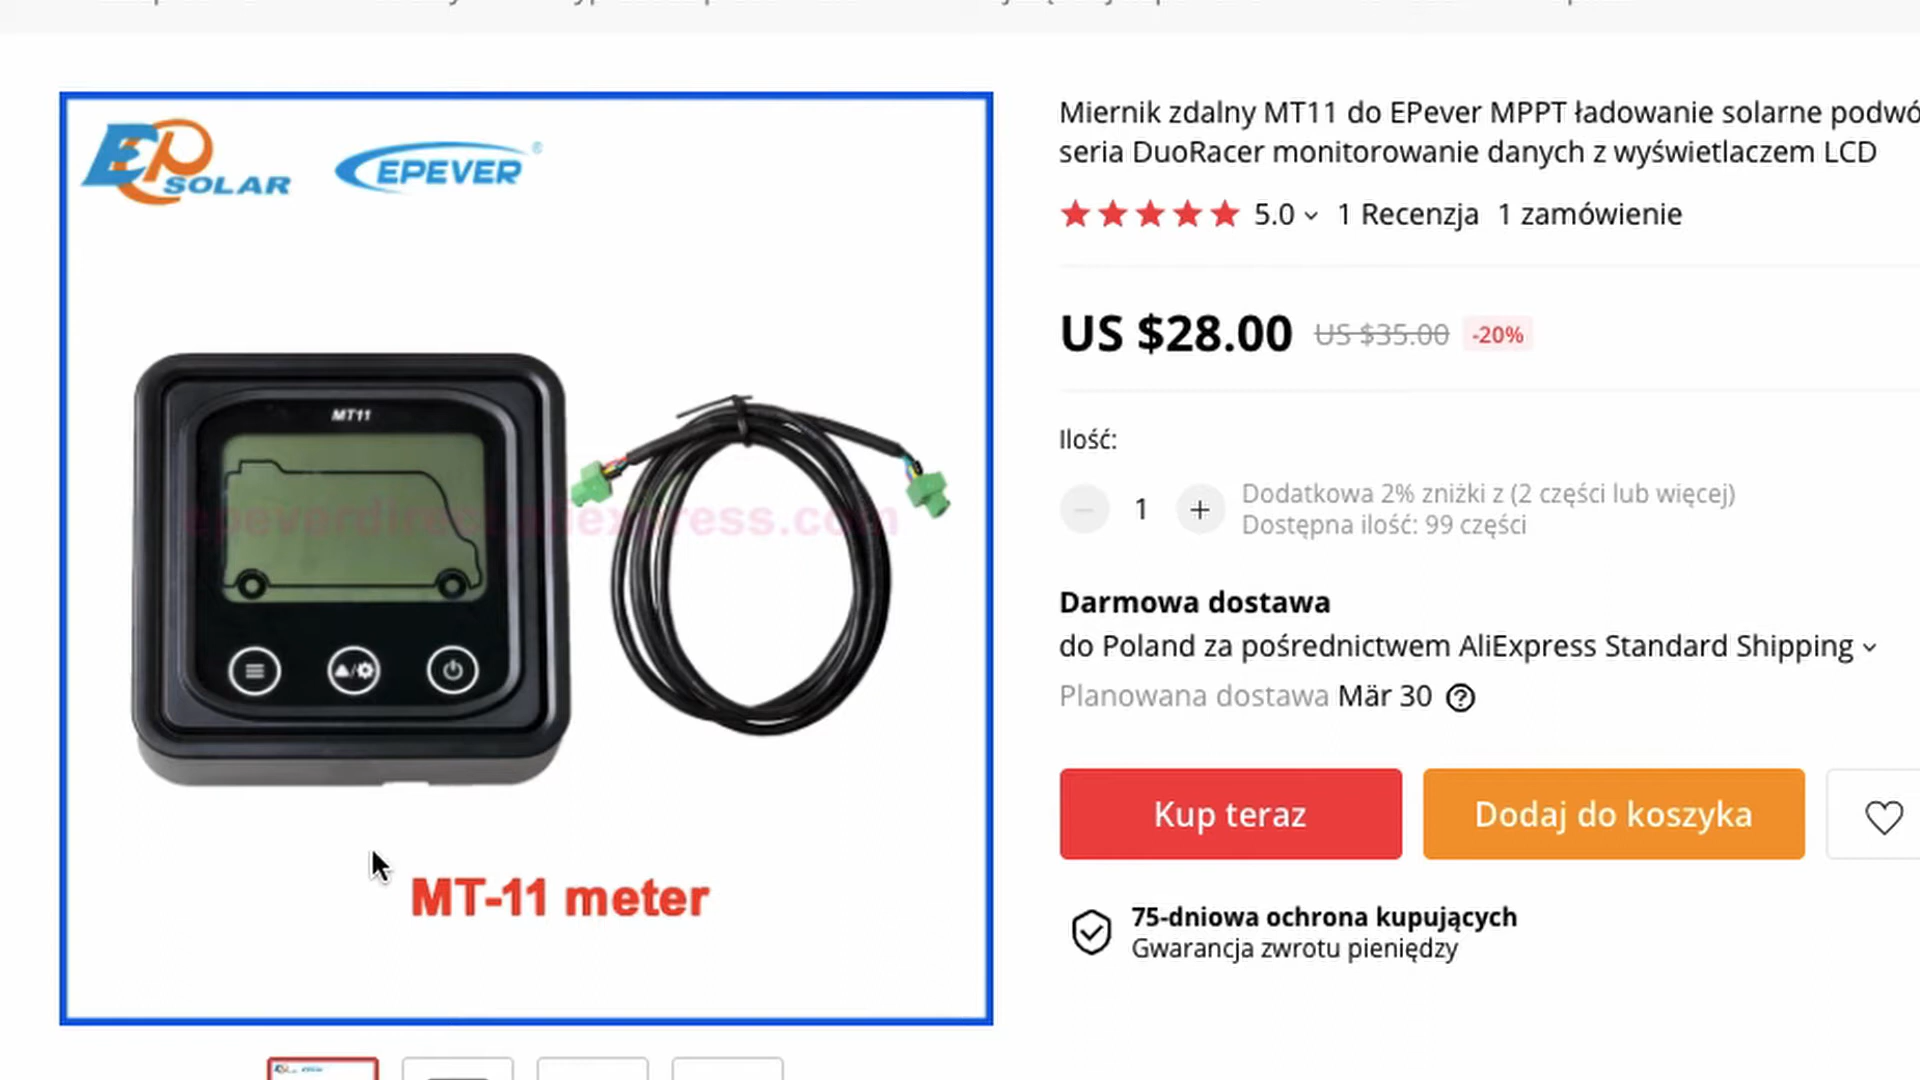 EP SOLAR
EPEVER®
MT11
epeverdirect.aliexpress.com
MT-11 meter
Miernik zdalny MT11 do EPever MPPT ładowanie solarne
seria DuoRacer monitorowanie danych z wyświetlaczem LCD
5.0 1 Recenzja 1 zamówienie
US $28.00 US $35.00 -20%
Ilość:
1
Dodatkowa 2% zniżki z (2 części lub więcej)
Dostępna ilość: 99 części
Darmowa dostawa
do Poland za pośrednictwem AliExpress Standard Shipping
Planowana dostawa Mär 30
Kup teraz
Dodaj do koszyka
75-dniowa ochrona kupujących
Gwarancja zwrotu pieniędzy